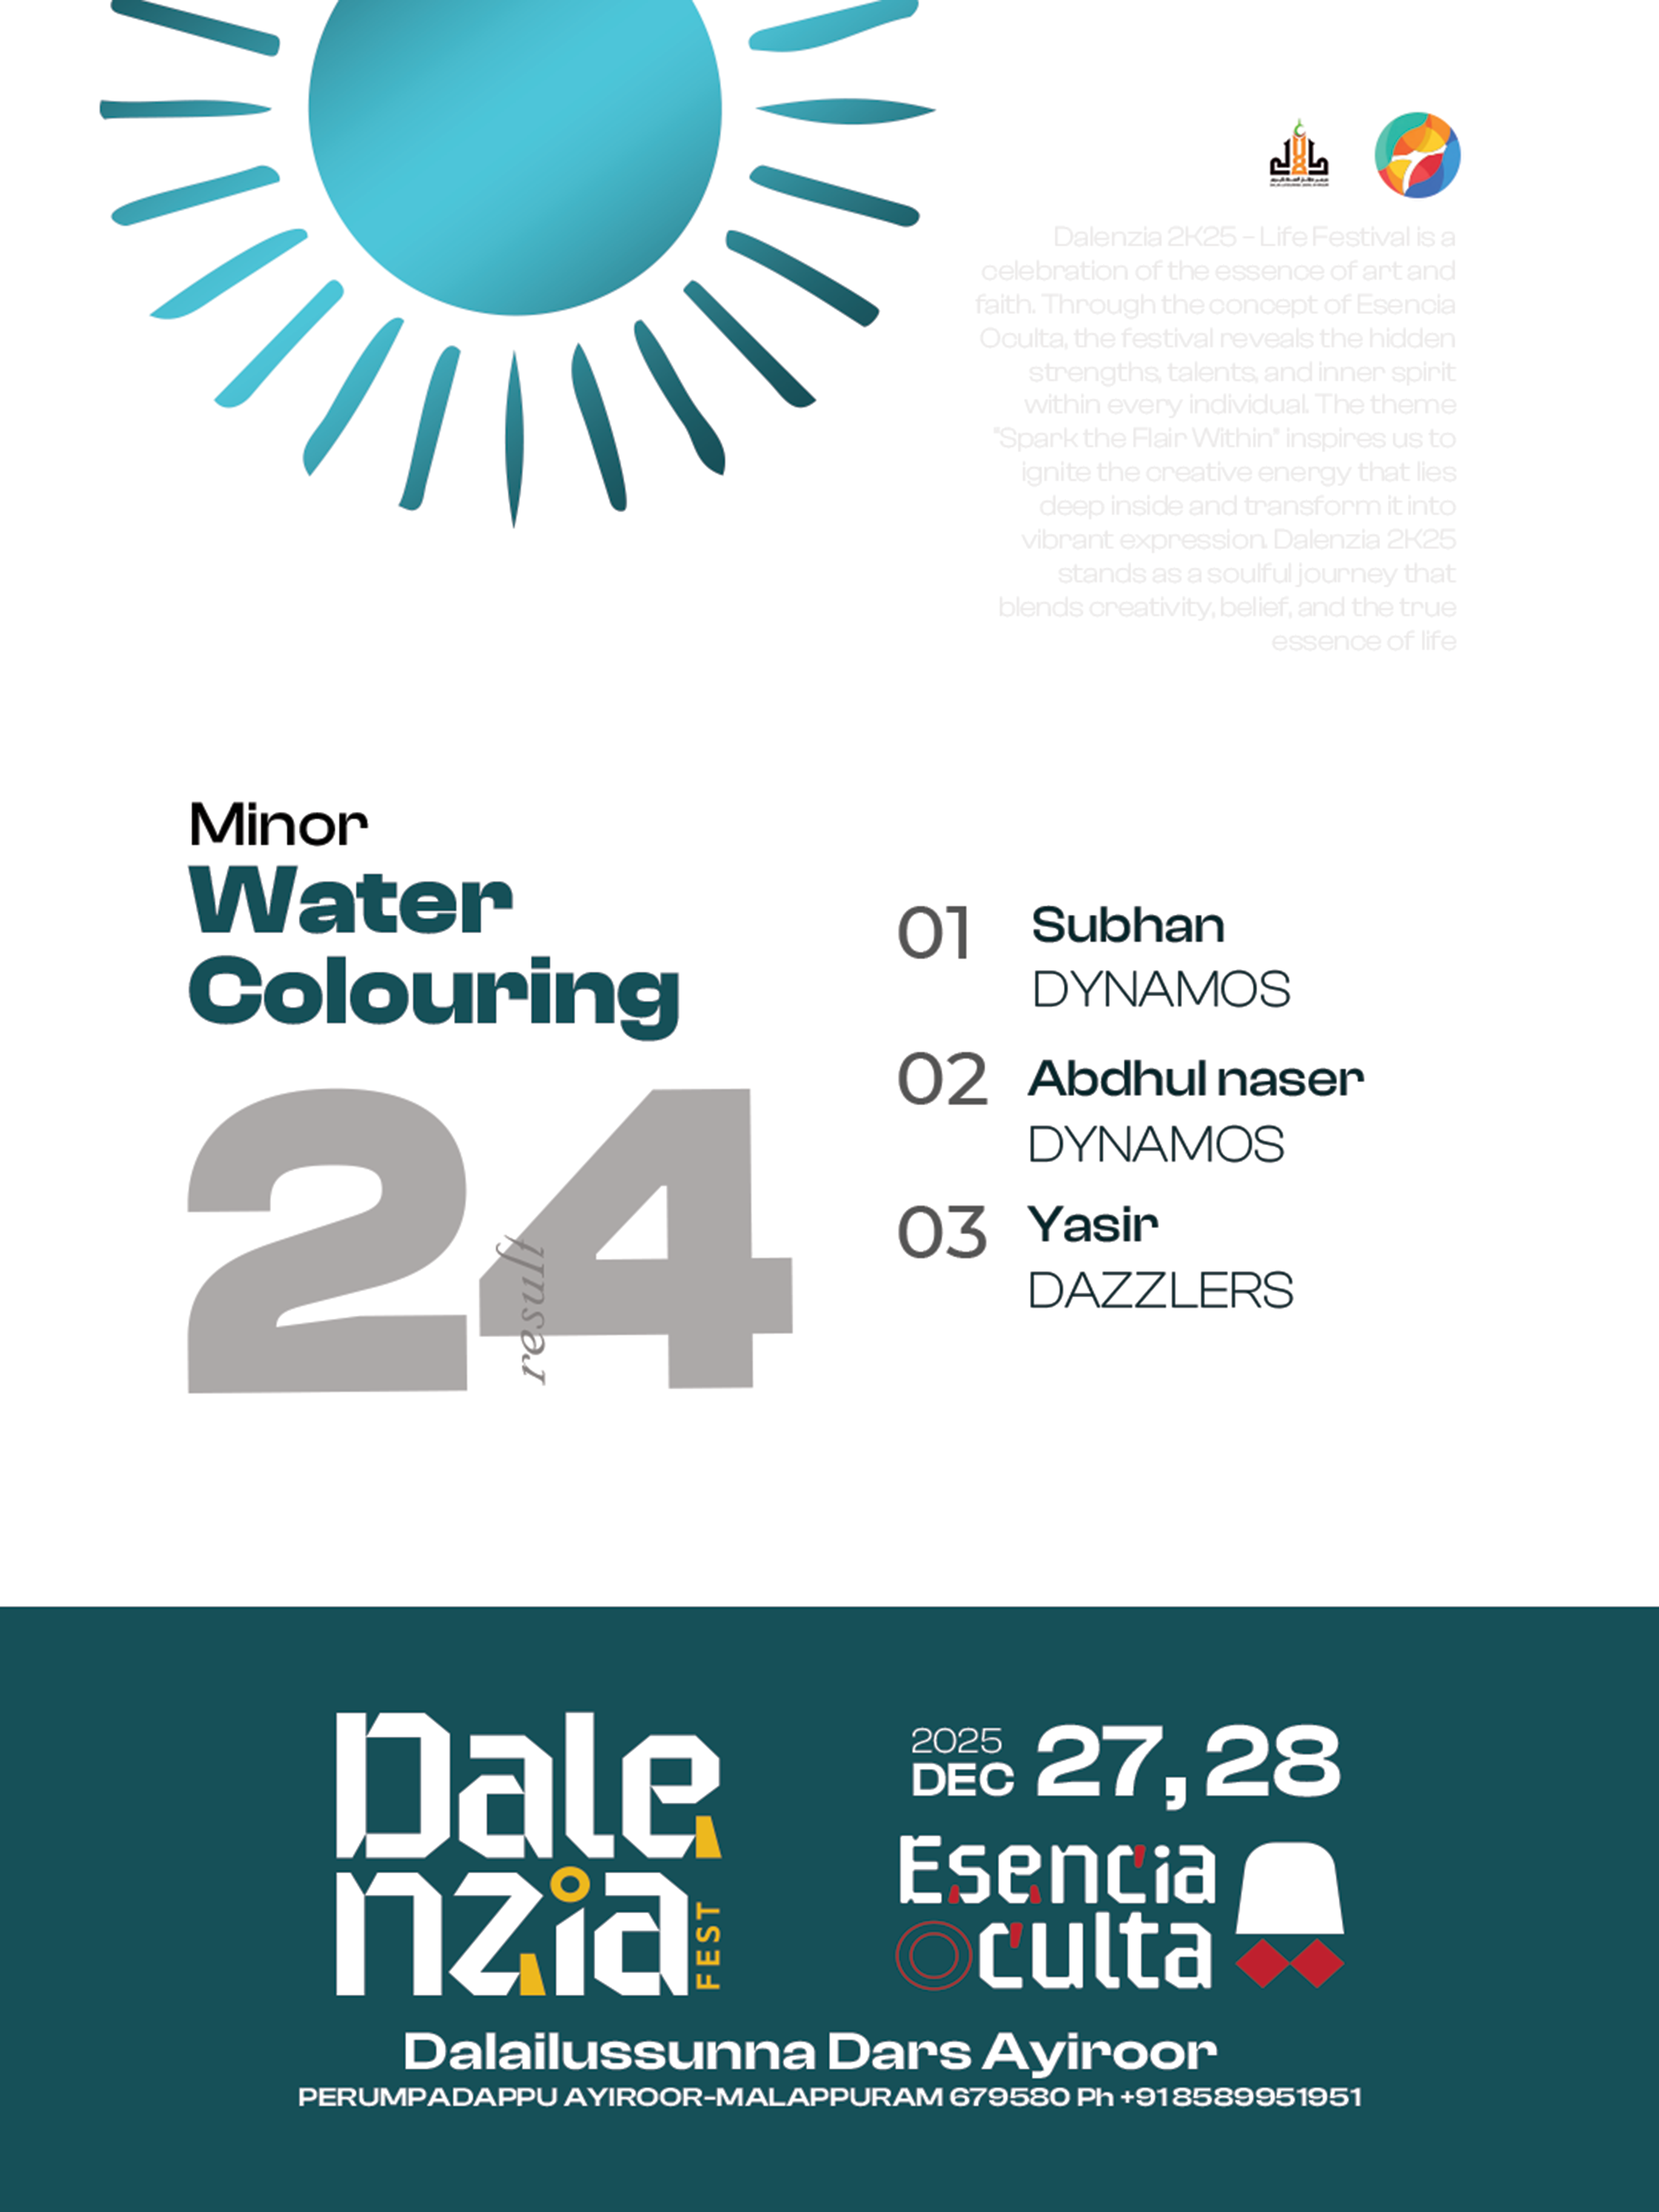 Dalenzia 2K25 – Life Festival is a
celebration of the essence of art and
faith. Through the concept of Esencia
Oculta, the festival reveals the hidden
strengths, talents, and inner spirit
within every individual. The theme
"Spark the Flair Within" inspires us to
ignite the creative energy that lies
deep inside and transform it into
vibrant expression. Dalenzia 2K25
stands as a soulful journey that
blends creativity, belief, and the true
essence of life
Minor
Water
Colouring
24
result
01 Subhan
DYNAMOS
02 Abdhul naser
DYNAMOS
03 Yasir
DAZZLERS
Dale
nzia
FEST
2025
DEC 27,28
Esencia
Oculta
Dalailussunna Dars Ayiroor
PERUMPADAPPU AYIROOR-MALAPPURAM 679580 Ph +918589951951